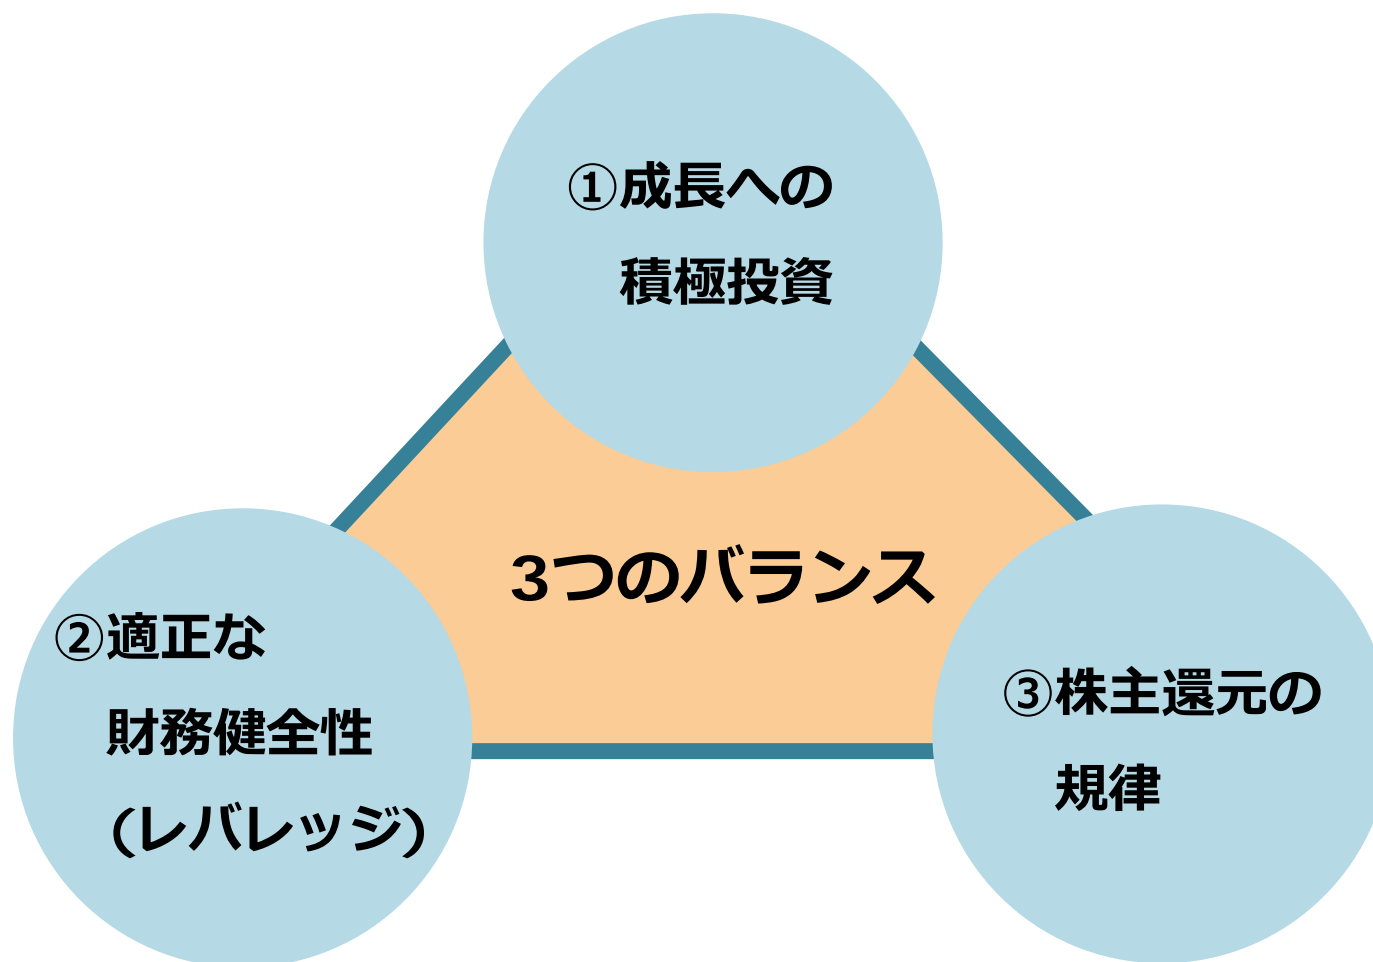 ①成長への
積極投資
3つのバランス
②適正な
財務健全性
(レバレッジ)
③株主還元の
規律